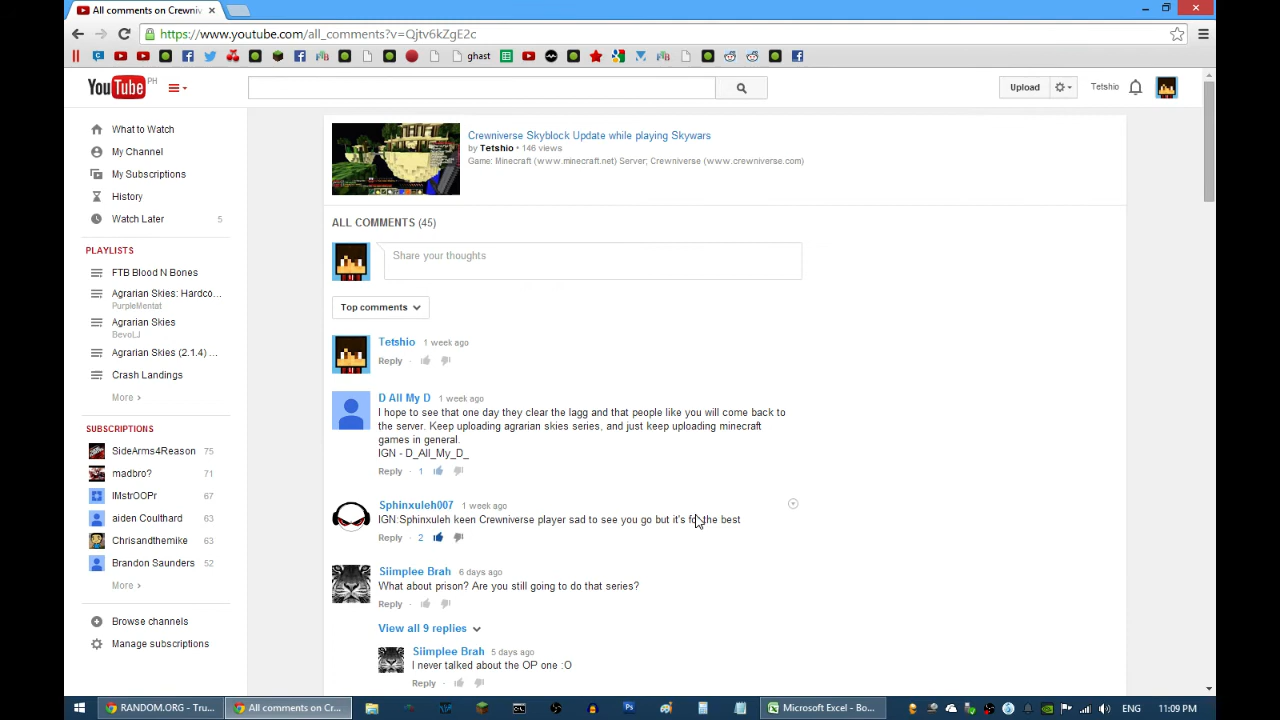 All comments on Crewniv
https://www.youtube.com/all_comments?v=Qjtv6kZgE2c
ghast
YouTube PH
Upload
Tetshio
What to Watch
My Channel
My Subscriptions
History
Watch Later 5
PLAYLISTS
FTB Blood N Bones
Agrarian Skies: Hardco...
PurpleMentat
Agrarian Skies
BevoLJ
Agrarian Skies (2.1.4) ...
Crash Landings
More ›
SUBSCRIPTIONS
SideArms4Reason 75
madbro? 71
IMstrOOPr 67
aiden Coulthard 67
Chrisandthemike 60
Brandon Saunders 52
More ›
Browse channels
Manage subscriptions
Crewniverse Skyblock Update while playing Skywars
by Tetshio • 146 views
Game: Minecraft (www.minecraft.net) Server; Crewniverse (www.crewniverse.com)
ALL COMMENTS (45)
Share your thoughts
Top comments
Tetshio 1 week ago
Reply ·
D All My D 1 week ago
I hope to see that one day they clear the lagg and that people like you will come back to
the server. Keep uploading agrarian skies series, and just keep uploading minecraft
games in general.
IGN - D_All_My_D_
Reply · 1
Sphinxuleh007 1 week ago
IGN:Sphinxuleh keen Crewniverse player sad to see you go but it's for the best
Reply · 2
Siimplee Brah 6 days ago
What about prison? Are you still going to do that series?
Reply ·
View all 9 replies
Siimplee Brah 5 days ago
I never talked about the OP one :O
Reply ·
RANDOM.ORG - Tru...
All comments on Cr...
Microsoft Excel - Bo...
ENG
11:09 PM